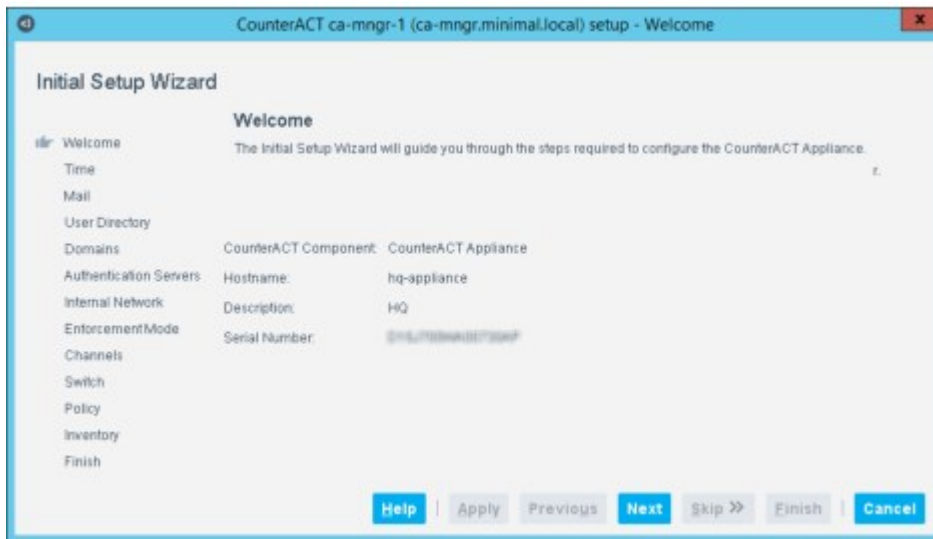 CounterACT ca-mngr-1 (ca-mngr.minimal.local) setup - Welcome
x
Initial Setup Wizard
Welcome
Time
Mail
User Directory
Domains
Authentication Servers
Internal Network
Enforcement Mode
Channels
Switch
Policy
Inventory
Finish
Welcome
The Initial Setup Wizard will guide you through the steps required to configure the CounterACT Appliance.
r.
CounterACT Component: CounterACT Appliance
Hostname: hq-appliance
Description: HQ
Serial Number:
Help Apply Previous Next Skip >> Finish Cancel